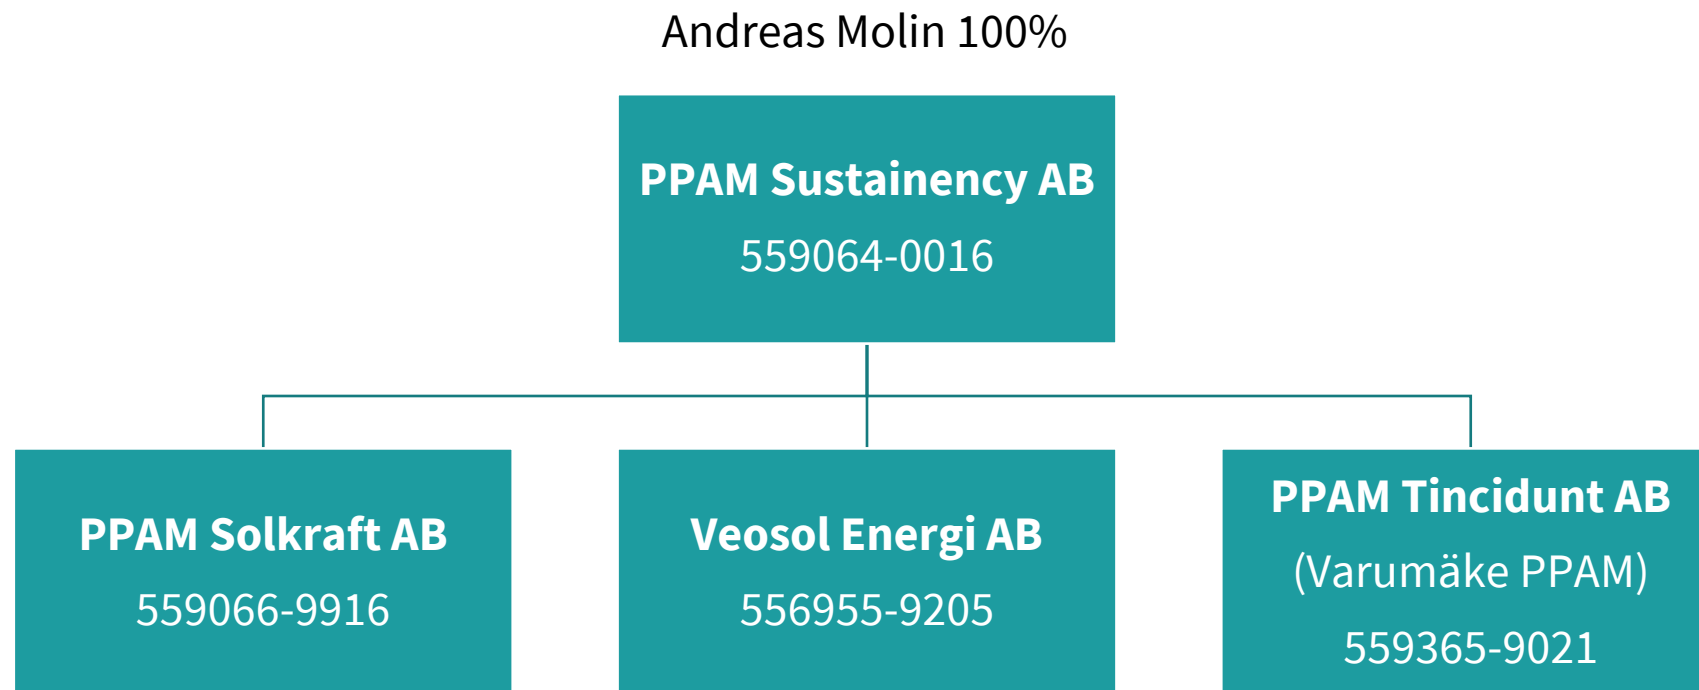 Andreas Molin 100%
PPAM Sustainency AB
559064-0016
PPAM Solkraft AB
559066-9916
Veosol Energi AB
556955-9205
PPAM Tincidunt AB
(Varumäke PPAM)
559365-9021